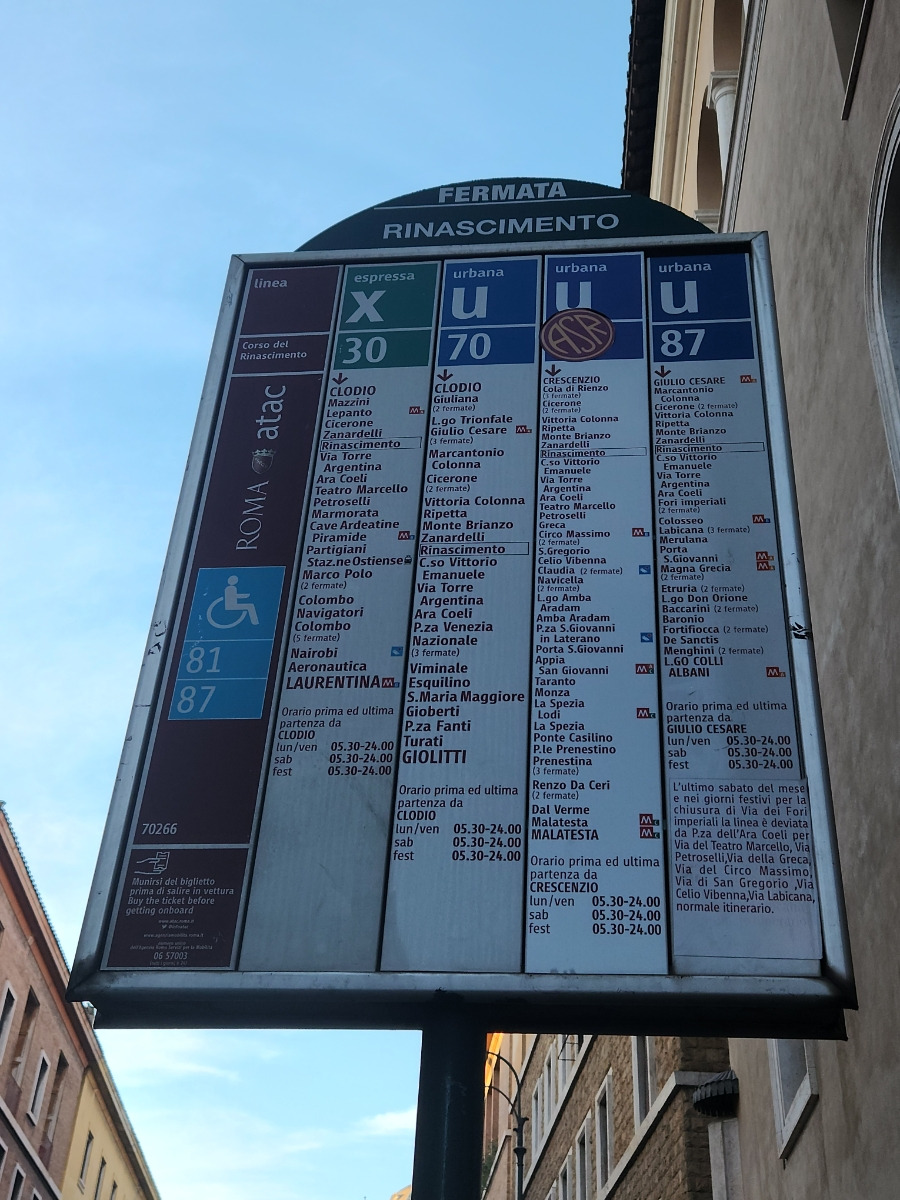 FERMATA
RINASCIMENTO
linea
Corso del
Rinascimento
ROMA atac
81
87
70266
Munirsi del biglietto
prima di salire in vettura
Buy the ticket before
getting onboard
www.atac.roma.it
06 57003
espressa
x
30
CLODIO
Mazzini
Lepanto
Cicerone
Zanardelli
Rinascimento
Via Torre
Argentina
Ara Coeli
Teatro Marcello
Petroselli
Marmorata
Cave Ardeatine
Piramide
Partigiani
Staz.ne Ostiense
Marco Polo
(2 fermate)
Colombo
Navigatori
Colombo
(5 fermate)
Nairobi
Aeronautica
LAURENTINA
Orario prima ed ultima
partenza da
CLODIO
lun/ven 05.30-24.00
sab 05.30-24.00
fest 05.30-24.00
urbana
u
70
CLODIO
Giuliana
(2 fermate)
L.go Trionfale
Giulio Cesare
(3 fermate)
Marcantonio
Colonna
Cicerone
(2 fermate)
Vittoria Colonna
Ripetta
Monte Brianzo
Zanardelli
Rinascimento
C.so Vittorio
Emanuele
Via Torre
Argentina
Ara Coeli
P.za Venezia
Nazionale
(3 fermate)
Viminale
Esquilino
S.Maria Maggiore
Gioberti
P.za Fanti
Turati
GIOLITTI
Orario prima ed ultima
partenza da
CLODIO
lun/ven 05.30-24.00
sab 05.30-24.00
fest 05.30-24.00
urbana
u
ASR
CRESCENZIO
Cola di Rienzo
(3 fermate)
Cicerone
(2 fermate)
Vittoria Colonna
Ripetta
Monte Brianzo
Zanardelli
Rinascimento
C.so Vittorio
Emanuele
Via Torre
Argentina
Ara Coeli
Teatro Marcello
Petroselli
Greca
Circo Massimo
(2 fermate)
S.Gregorio
Celio Vibenna
Claudia (2 fermate)
Navicella
(2 fermate)
L.go Amba
Aradam
Amba Aradam
P.za S.Giovanni
in Laterano
Porta S.Giovanni
Appia
San Giovanni
Taranto
Monza
La Spezia
Lodi
La Spezia
Ponte Casilino
P.le Prenestino
Prenestina
(3 fermate)
Renzo Da Ceri
(2 fermate)
Dal Verme
Malatesta
MALATESTA
Orario prima ed ultima
partenza da
CRESCENZIO
lun/ven 05.30-24.00
sab 05.30-24.00
fest 05.30-24.00
urbana
u
87
GIULIO CESARE
Marcantonio
Colonna
Cicerone (2 fermate)
Vittoria Colonna
Ripetta
Monte Brianzo
Zanardelli
Rinascimento
C.so Vittorio
Emanuele
Via Torre
Argentina
Ara Coeli
Fori imperiali
(2 fermate)
Colosseo
Labicana (3 fermate)
Merulana
Porta
S.Giovanni
Magna Grecia
(2 fermate)
Etruria (2 fermate)
L.go Don Orione
Baccarini (2 fermate)
Baronio
Fortifiocca (2 fermate)
De Sanctis
Menghini (2 fermate)
L.GO COLLI
ALBANI
Orario prima ed ultima
partenza da
GIULIO CESARE
lun/ven 05.30-24.00
sab 05.30-24.00
fest 05.30-24.00
L'ultimo sabato del mese
e nei giorni festivi per la
chiusura di Via dei Fori
imperiali la linea è deviata
da P.za dell'Ara Coeli per
Via del Teatro Marcello, Via
Petroselli,Via della Greca,
Via del Circo Massimo,
Via di San Gregorio ,Via
Celio Vibenna,Via Labicana,
normale itinerario.